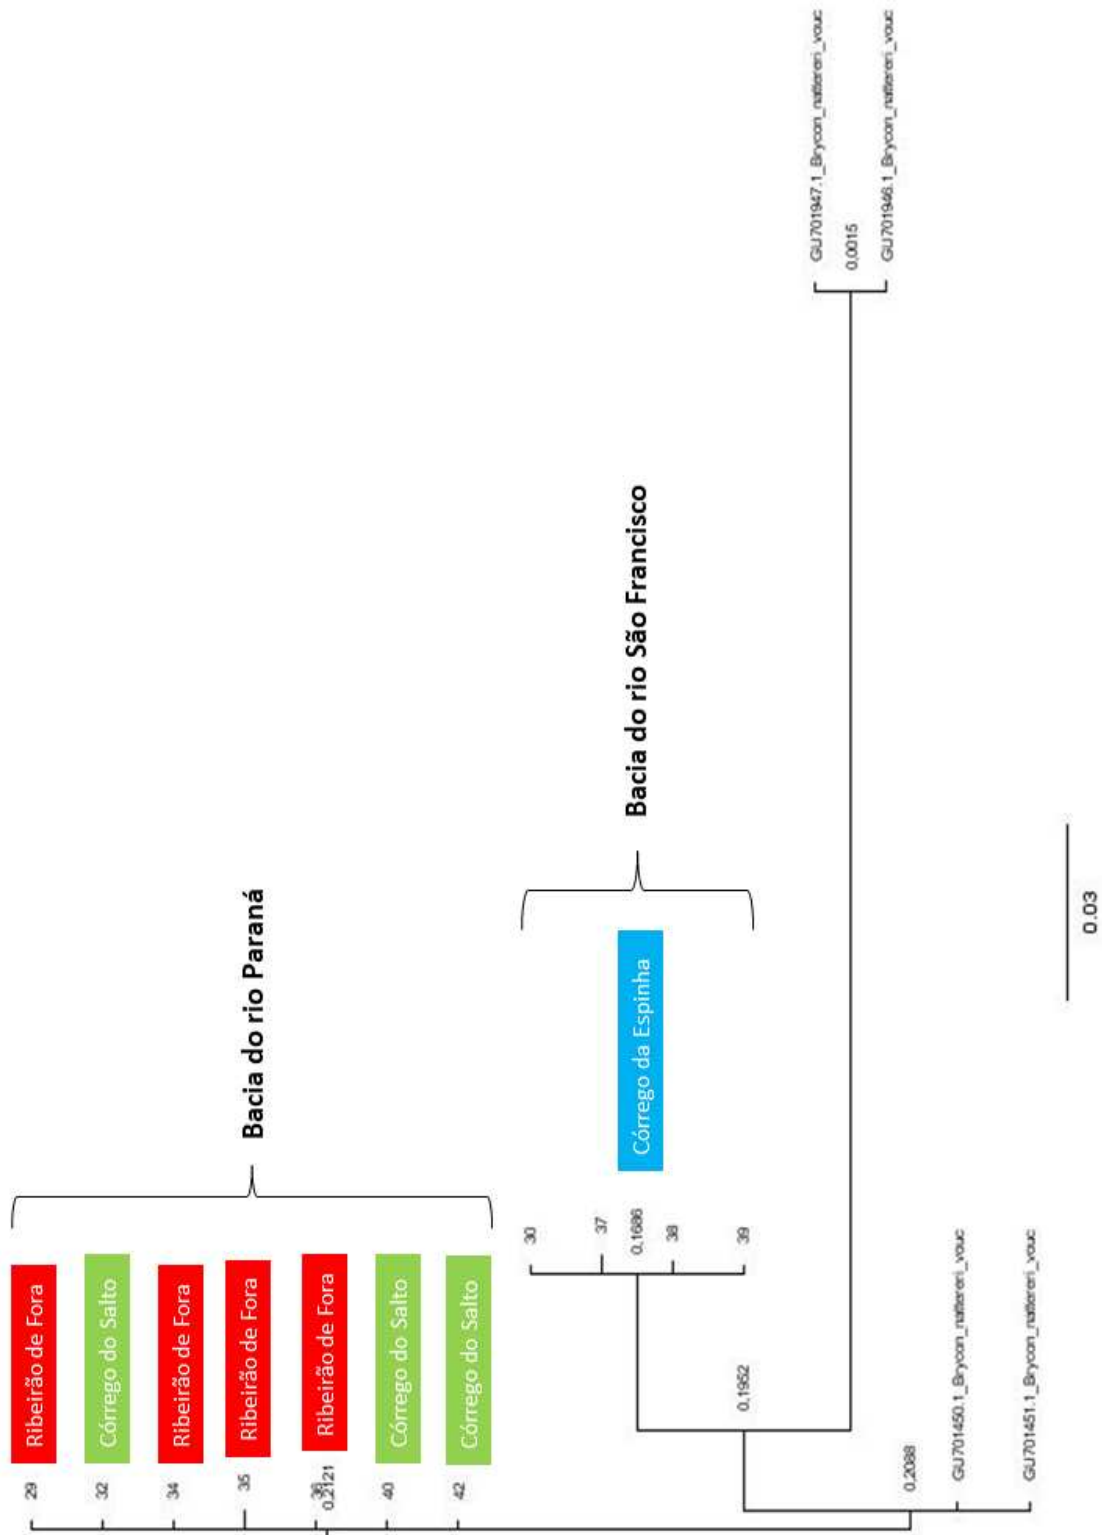 29
Ribeirão de Fora
32
Córrego do Salto
34
Ribeirão de Fora
35
Ribeirão de Fora
Ribeirão de Fora
0,2121
40
Córrego do Salto
42
Córrego do Salto
Bacia do rio Paraná
30
37
0,1686
38
39
Córrego da Espinha
Bacia do rio São Francisco
0,1952
GU701947.1_Brycon_nattereri_vouc
0,0015
GU701946.1_Brycon_nattereri_vouc
0,2088
GU701450.1_Brycon_nattereri_vouc
GU701451.1_Brycon_nattereri_vouc
0.03